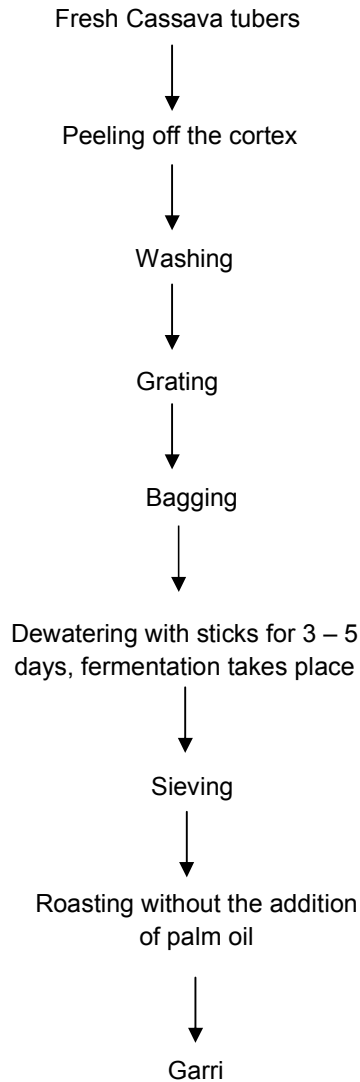 Fresh Cassava tubers
Peeling off the cortex
Washing
Grating
Bagging
Dewatering with sticks for 3 – 5
days, fermentation takes place
Sieving
Roasting without the addition
of palm oil
Garri